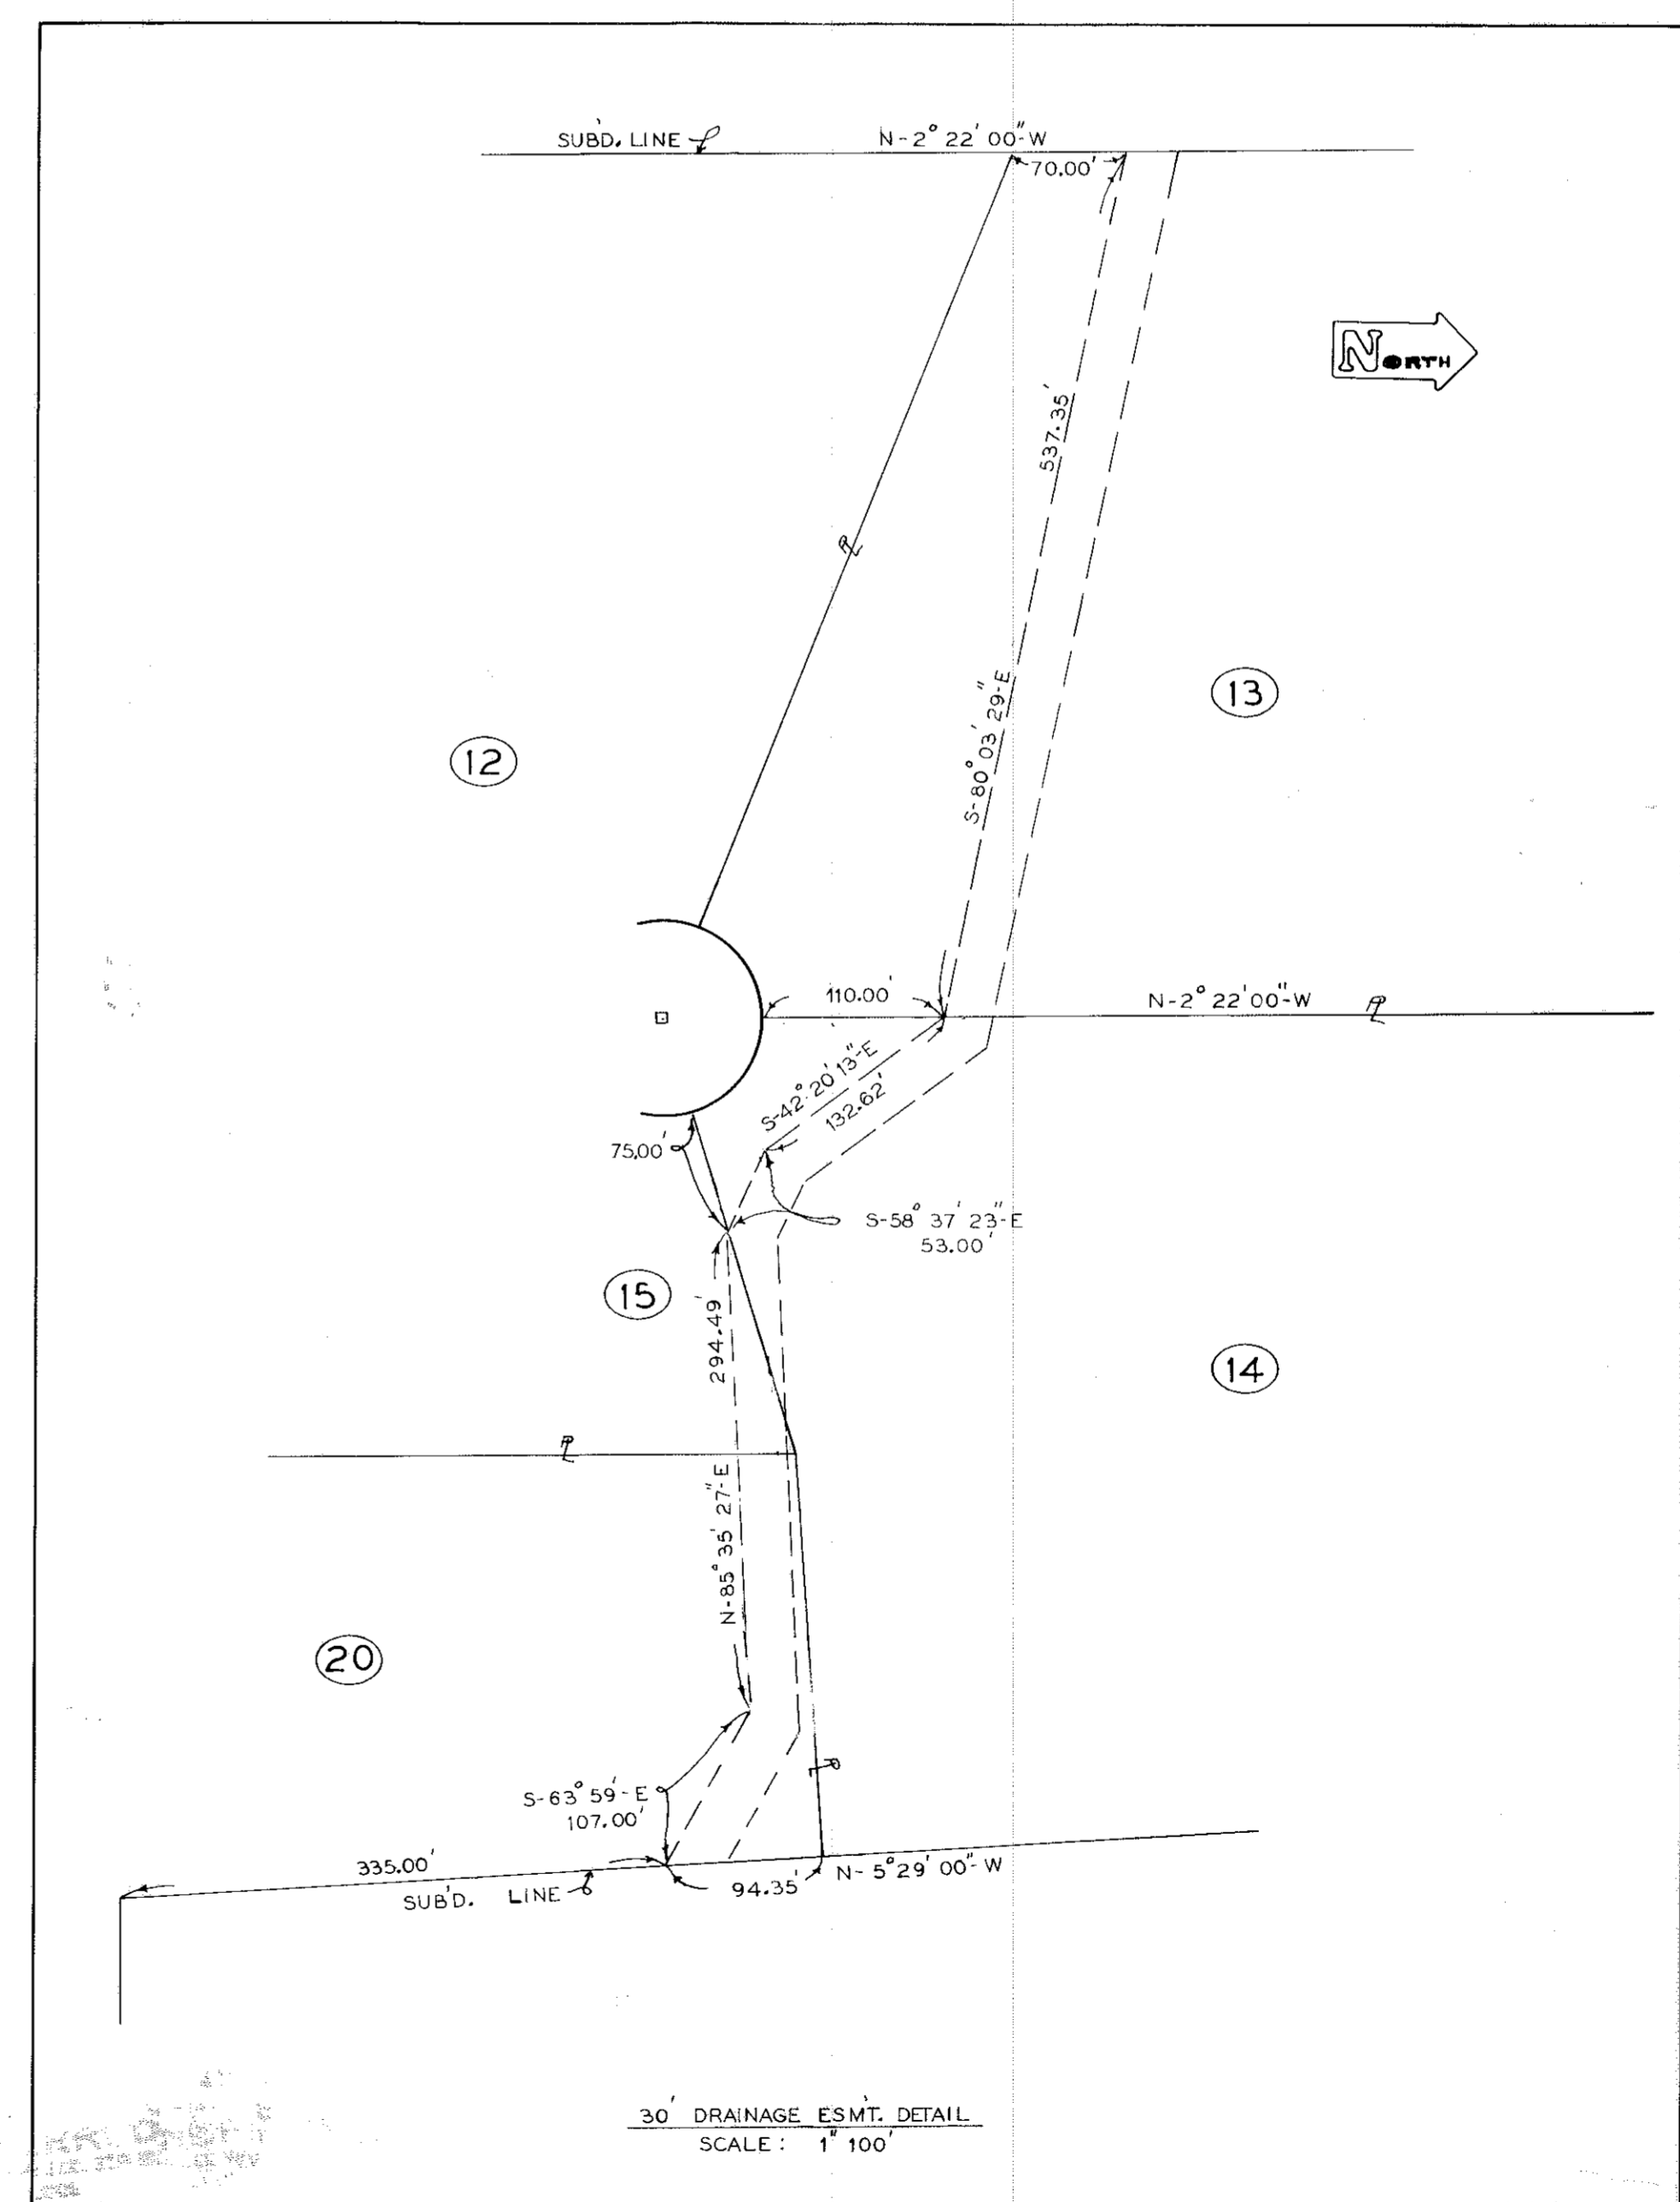 SUB'D. LINE
N-2° 22' 00"-W
70.00'
NORTH
537.35'
S-80° 03' 29"-E
13
12
110.00'
N-2° 22' 00"-W
S-42° 20' 13"-E
132.62'
75.00'
S-58° 37' 23"-E
53.00'
15
294.49'
14
N-85° 35' 27"-E
20
S-63° 59'-E
107.00'
335.00'
SUB'D. LINE
94.35'
N-5° 29' 00"-W
30' DRAINAGE ESM'T. DETAIL
SCALE: 1" 100'